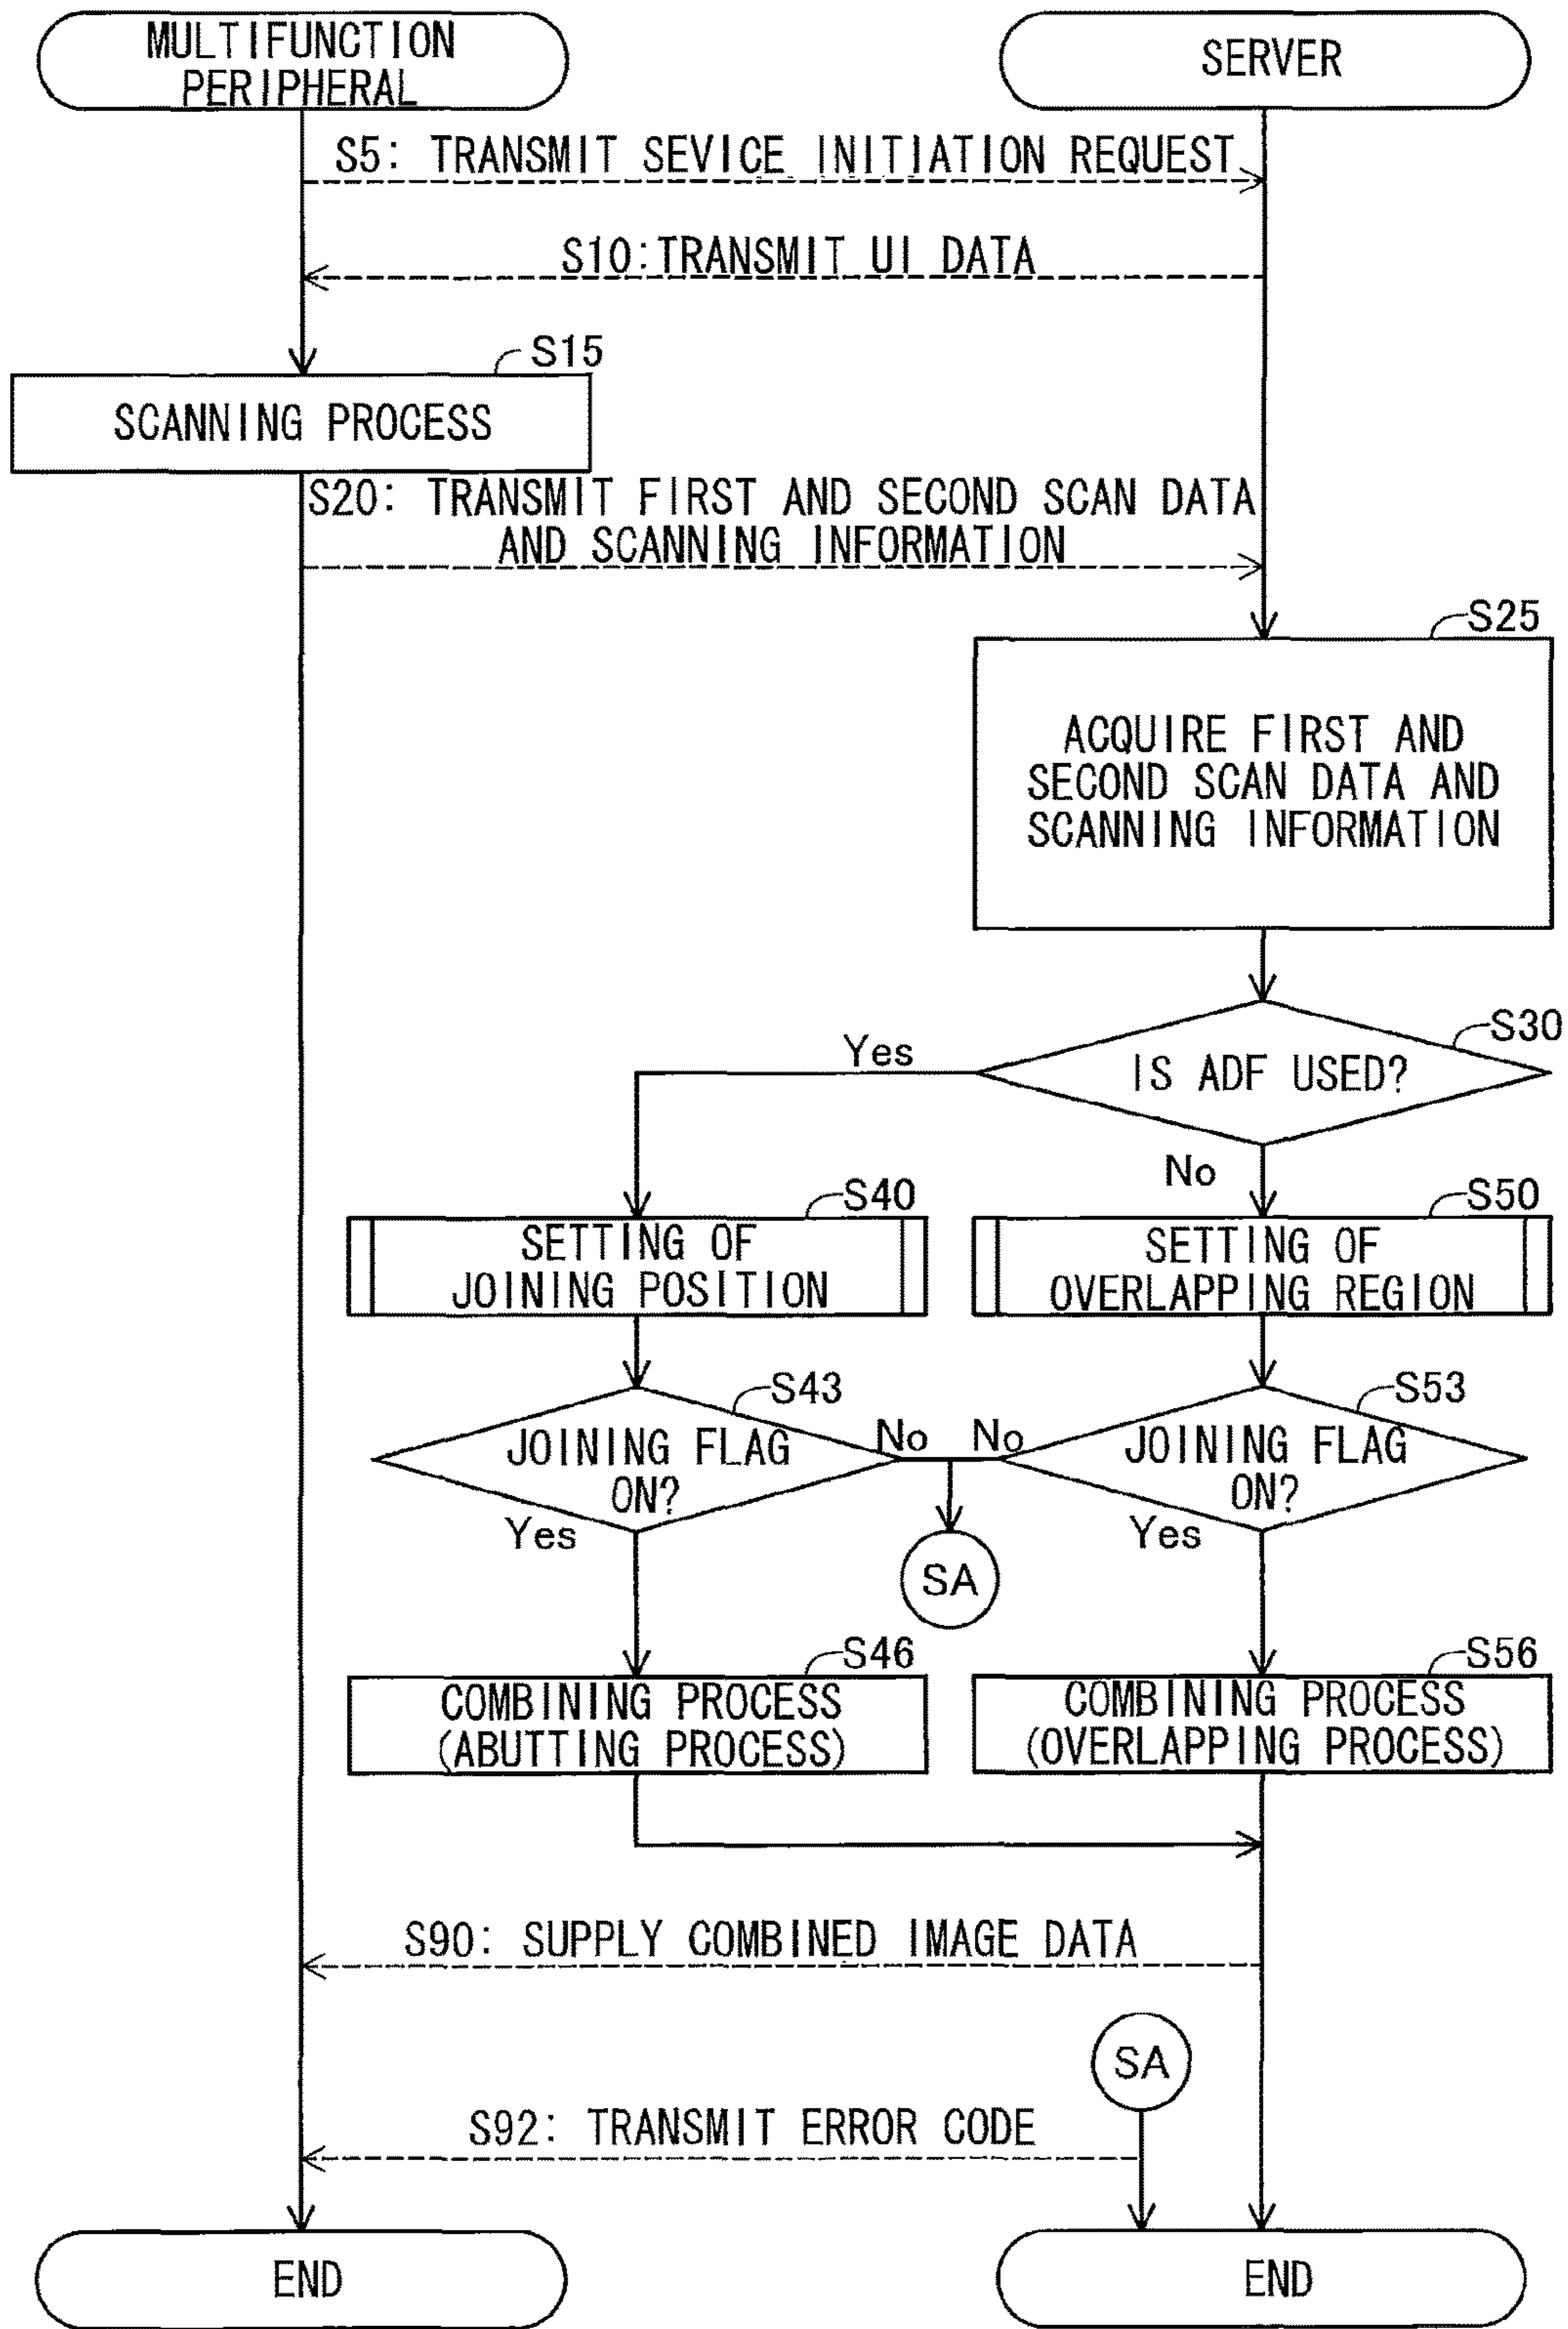 MULTIFUNCTION
PERIPHERAL
SERVER
S5: TRANSMIT SEVICE INITIATION REQUEST
S10:TRANSMIT UI DATA
S15
SCANNING PROCESS
S20: TRANSMIT FIRST AND SECOND SCAN DATA
AND SCANNING INFORMATION
S25
ACQUIRE FIRST AND
SECOND SCAN DATA AND
SCANNING INFORMATION
S30
IS ADF USED?
Yes
No
S40
SETTING OF
JOINING POSITION
S50
SETTING OF
OVERLAPPING REGION
S43
JOINING FLAG
ON?
No
Yes
S53
JOINING FLAG
ON?
No
Yes
SA
S46
COMBINING PROCESS
(ABUTTING PROCESS)
S56
COMBINING PROCESS
(OVERLAPPING PROCESS)
S90: SUPPLY COMBINED IMAGE DATA
SA
S92: TRANSMIT ERROR CODE
END
END